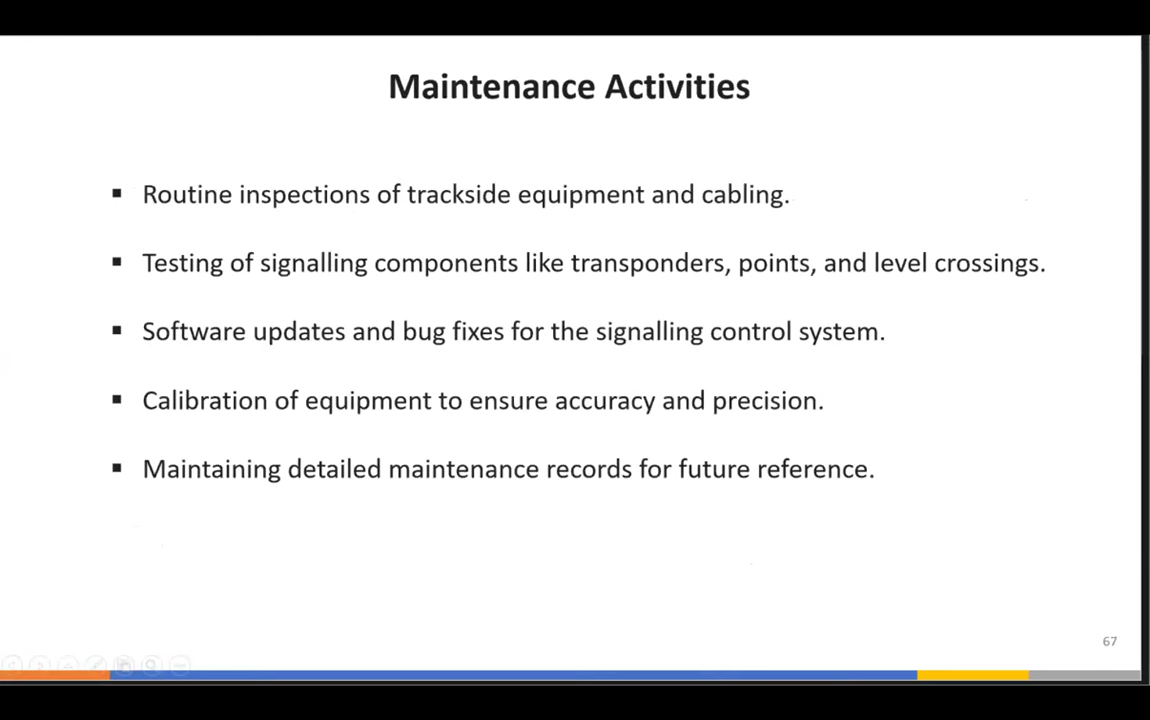 Maintenance Activities
▪ Routine inspections of trackside equipment and cabling.
▪ Testing of signalling components like transponders, points, and level crossings.
▪ Software updates and bug fixes for the signalling control system.
▪ Calibration of equipment to ensure accuracy and precision.
▪ Maintaining detailed maintenance records for future reference.
67